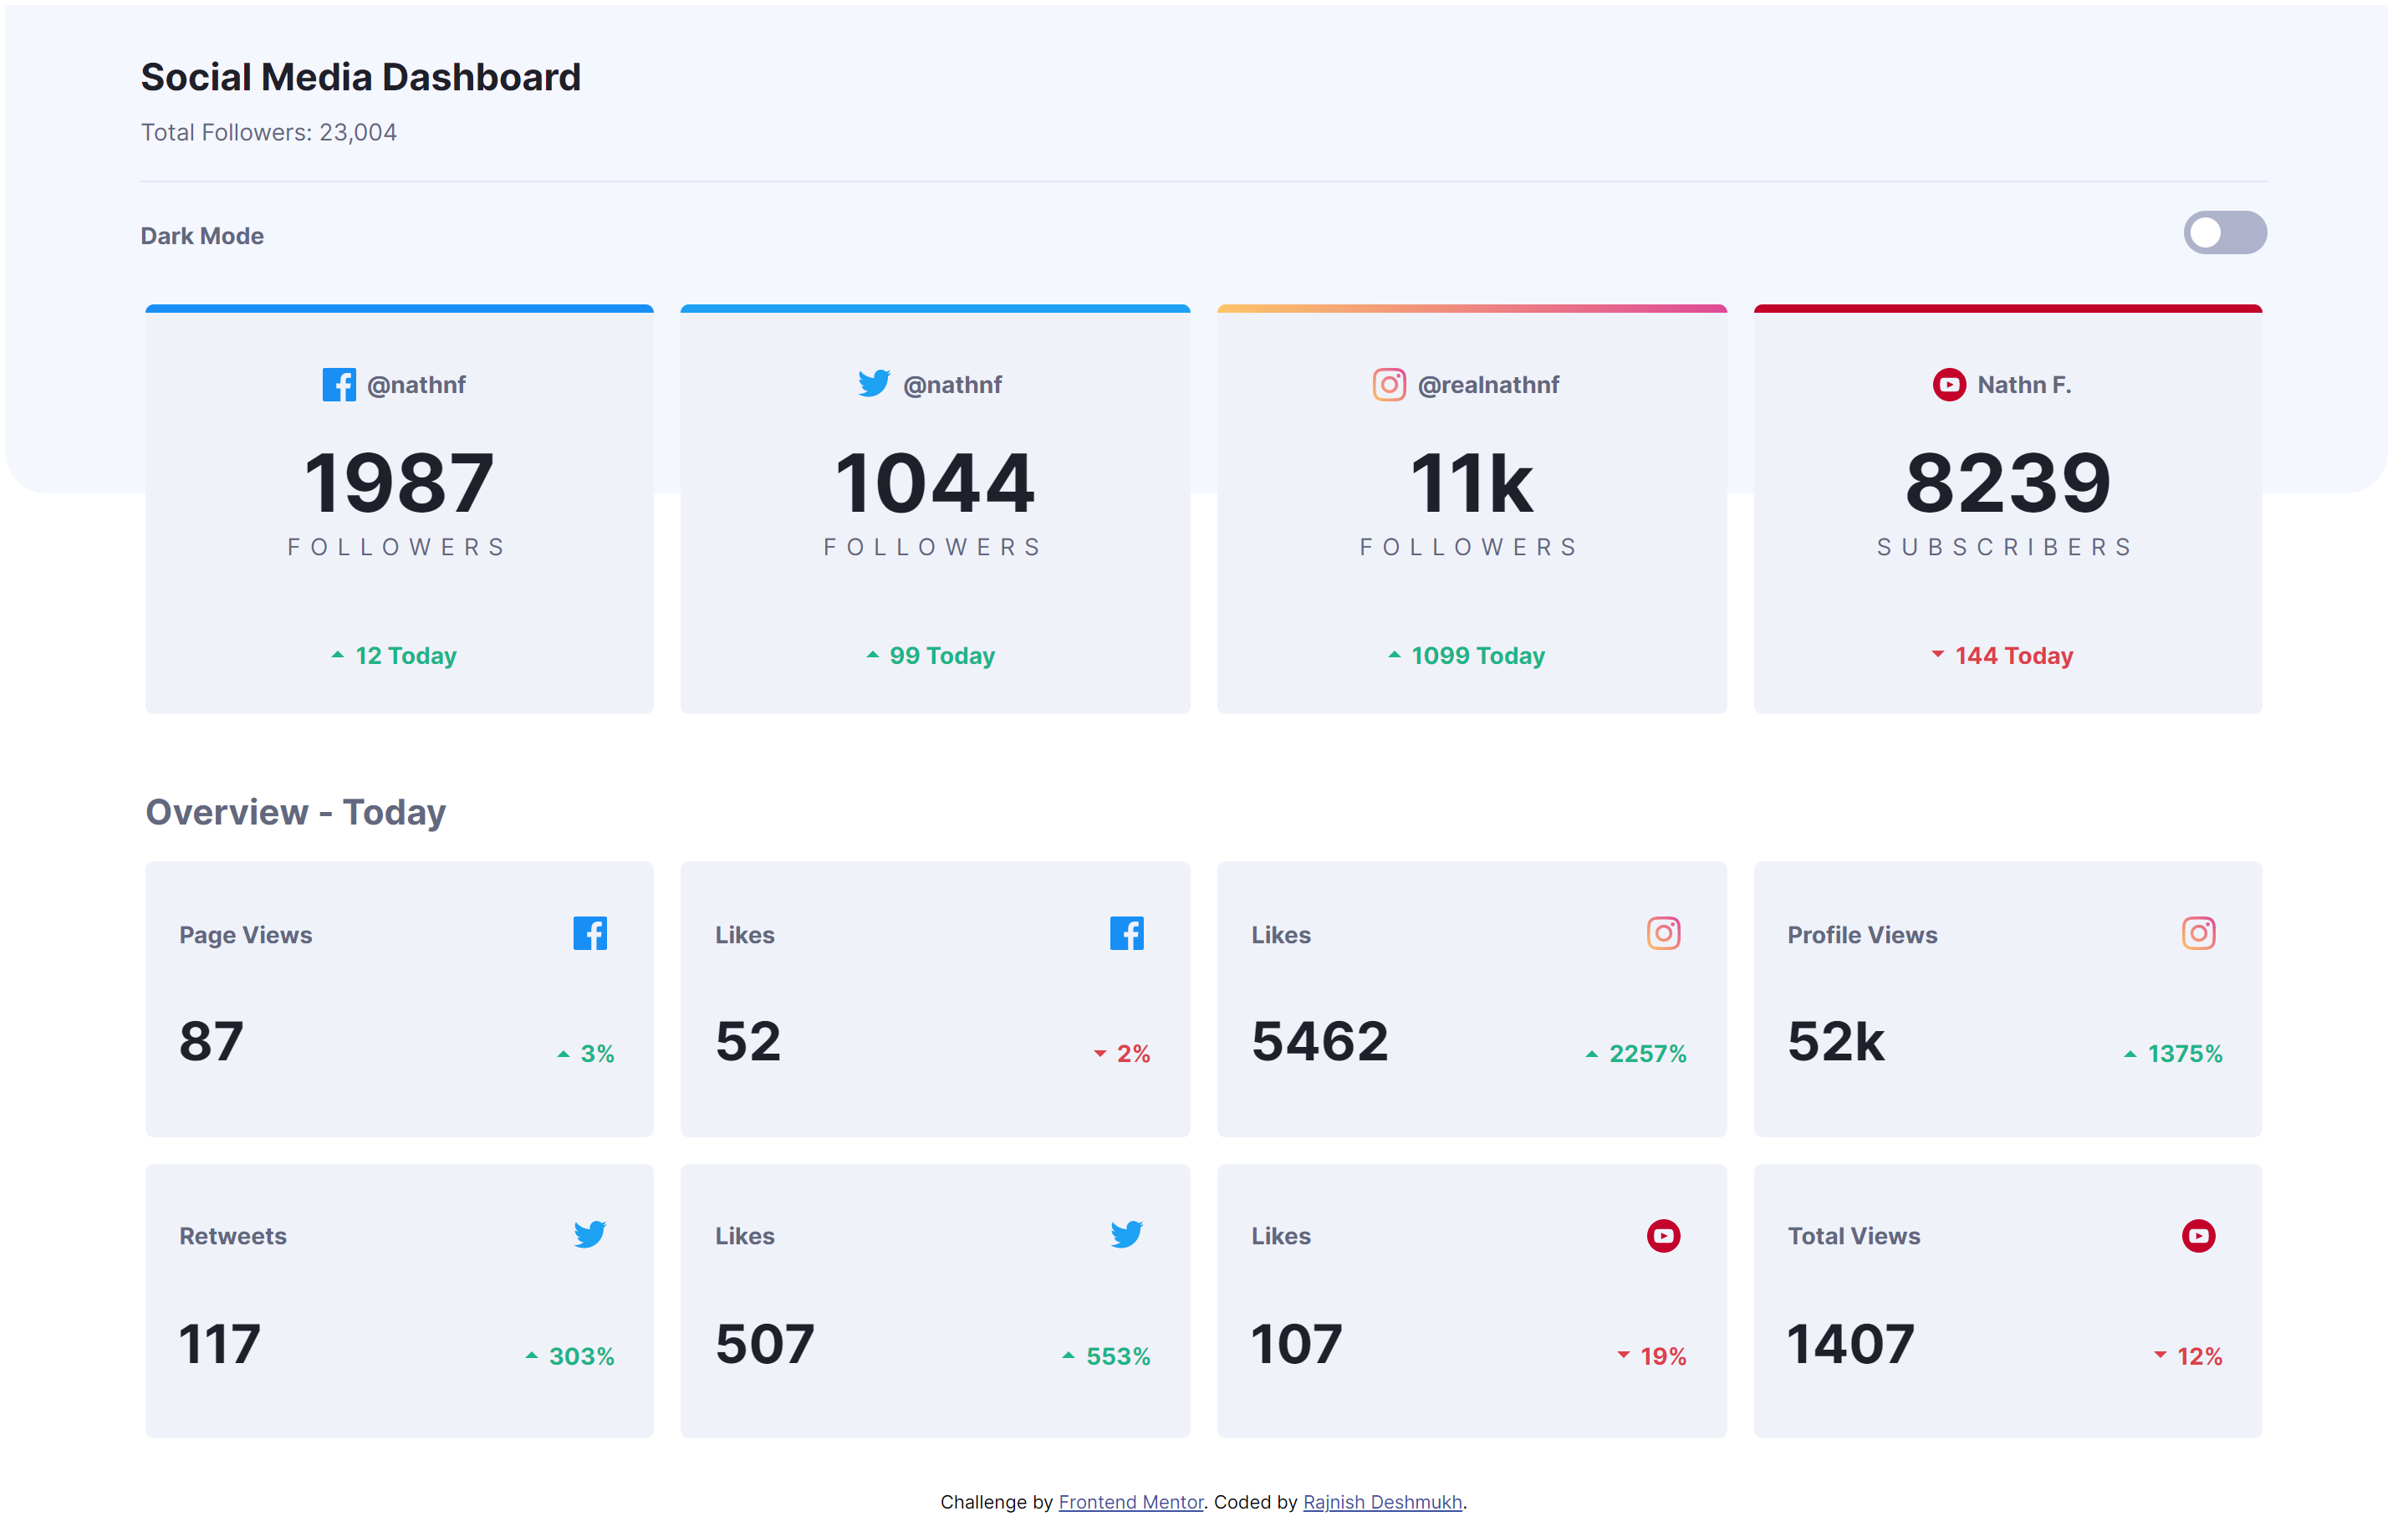 Social Media Dashboard
Total Followers: 23,004
Dark Mode
@nathnf
1987
FOLLOWERS
12 Today
@nathnf
1044
FOLLOWERS
99 Today
@realnathnf
11k
FOLLOWERS
1099 Today
Nathn F.
8239
SUBSCRIBERS
144 Today
Overview - Today
Page Views
87
3%
Likes
52
2%
Likes
5462
2257%
Profile Views
52k
1375%
Retweets
117
303%
Likes
507
553%
Likes
107
19%
Total Views
1407
12%
Challenge by Frontend Mentor. Coded by Rajnish Deshmukh.